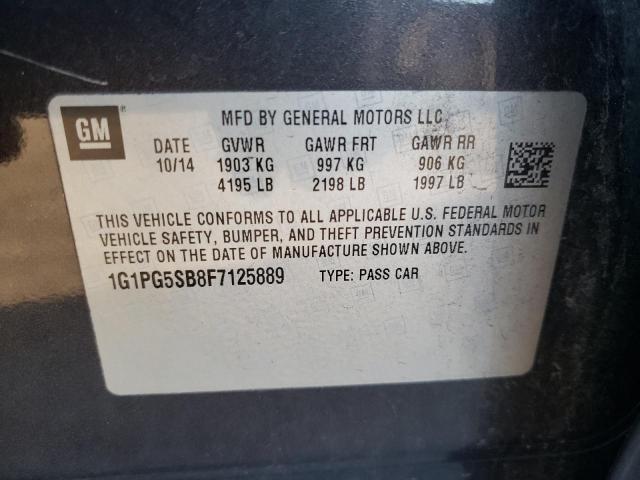 GM
MFD BY GENERAL MOTORS LLC
DATE GVWR GAWR FRT GAWR RR
10/14 1903 KG 997 KG 906 KG
4195 LB 2198 LB 1997 LB
THIS VEHICLE CONFORMS TO ALL APPLICABLE U.S. FEDERAL MOTOR
VEHICLE SAFETY, BUMPER, AND THEFT PREVENTION STANDARDS IN
EFFECT ON THE DATE OF MANUFACTURE SHOWN ABOVE.
1G1PG5SB8F7125889 TYPE: PASS CAR